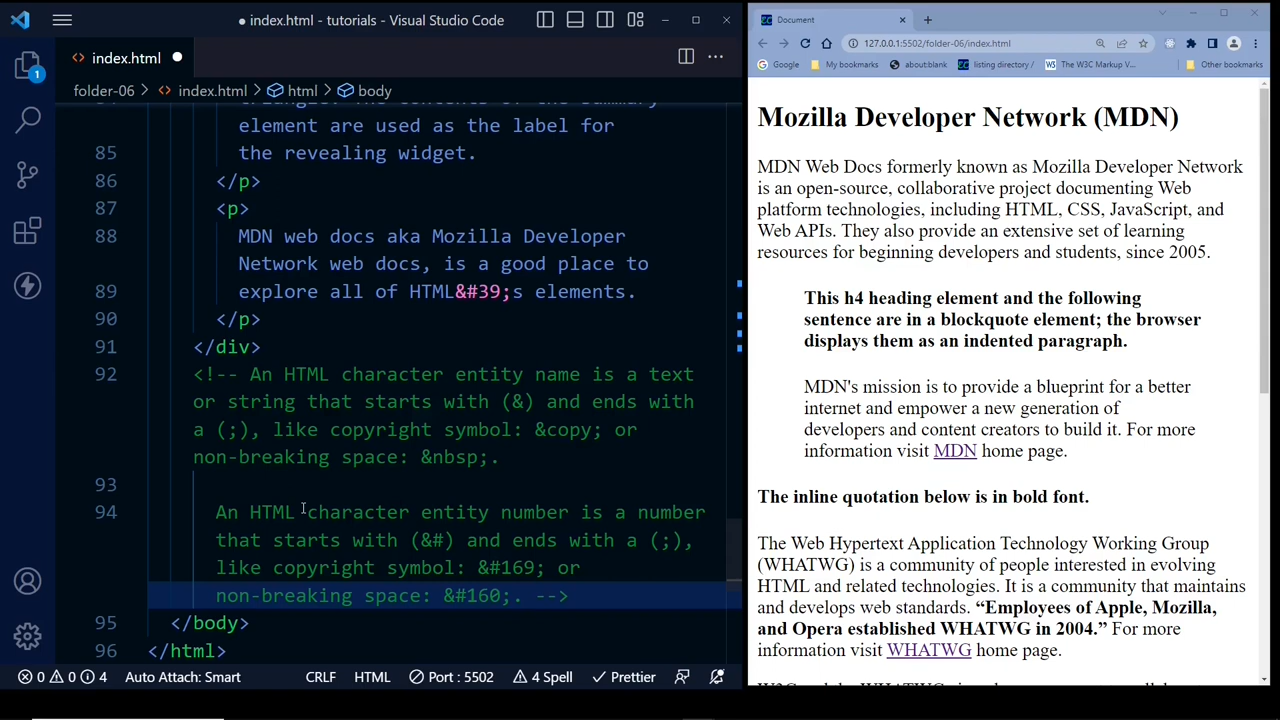 index.html - tutorials - Visual Studio Code
index.html
folder-06 > index.html > html > body
1
element are used as the label for
85 the revealing widget.
86 </p>
87 <p>
88 MDN web docs aka Mozilla Developer
Network web docs, is a good place to
89 explore all of HTML&#39;s elements.
90 </p>
91 </div>
92 <!-- An HTML character entity name is a text
or string that starts with (&) and ends with
a (;), like copyright symbol: &copy; or
non-breaking space: &nbsp;.
93
94 An HTML character entity number is a number
that starts with (&#) and ends with a (;),
like copyright symbol: &#169; or
non-breaking space: &#160;. -->
95 </body>
96 </html>
0 0 4 Auto Attach: Smart CRLF HTML Port : 5502 4 Spell Prettier
Document
127.0.0.1:5502/folder-06/index.html
Google My bookmarks about:blank listing directory / The W3C Markup V... Other bookmarks
Mozilla Developer Network (MDN)
MDN Web Docs formerly known as Mozilla Developer Network
is an open-source, collaborative project documenting Web
platform technologies, including HTML, CSS, JavaScript, and
Web APIs. They also provide an extensive set of learning
resources for beginning developers and students, since 2005.
This h4 heading element and the following
sentence are in a blockquote element; the browser
displays them as an indented paragraph.
MDN's mission is to provide a blueprint for a better
internet and empower a new generation of
developers and content creators to build it. For more
information visit MDN home page.
The inline quotation below is in bold font.
The Web Hypertext Application Technology Working Group
(WHATWG) is a community of people interested in evolving
HTML and related technologies. It is a community that maintains
and develops web standards. “Employees of Apple, Mozilla,
and Opera established WHATWG in 2004.” For more
information visit WHATWG home page.